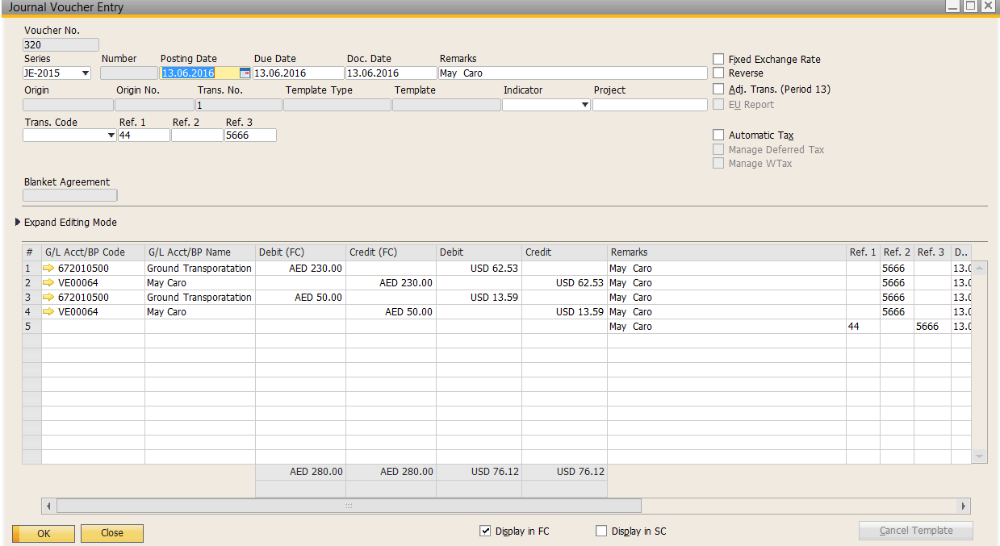 Journal Voucher Entry
Voucher No.
320
Series Number Posting Date Due Date Doc. Date Remarks
JE-2015 13.06.2016 13.06.2016 13.06.2016 May Caro
Fixed Exchange Rate
Reverse
Origin Origin No. Trans. No. Template Type Template Indicator Project
1
Adj. Trans. (Period 13)
EU Report
Trans. Code Ref. 1 Ref. 2 Ref. 3
44 5666
Automatic Tax
Manage Deferred Tax
Manage WTax
Blanket Agreement
Expand Editing Mode
# G/L Acct/BP Code G/L Acct/BP Name Debit (FC) Credit (FC) Debit Credit Remarks Ref. 1 Ref. 2 Ref. 3 D..
1 672010500 Ground Transporatation AED 230.00 USD 62.53 May Caro 5666 13.0
2 VE00064 May Caro AED 230.00 USD 62.53 May Caro 5666 13.0
3 672010500 Ground Transporatation AED 50.00 USD 13.59 May Caro 5666 13.0
4 VE00064 May Caro AED 50.00 USD 13.59 May Caro 5666 13.0
5 May Caro 44 5666 13.0
AED 280.00 AED 280.00 USD 76.12 USD 76.12
OK Close Display in FC Display in SC Cancel Template